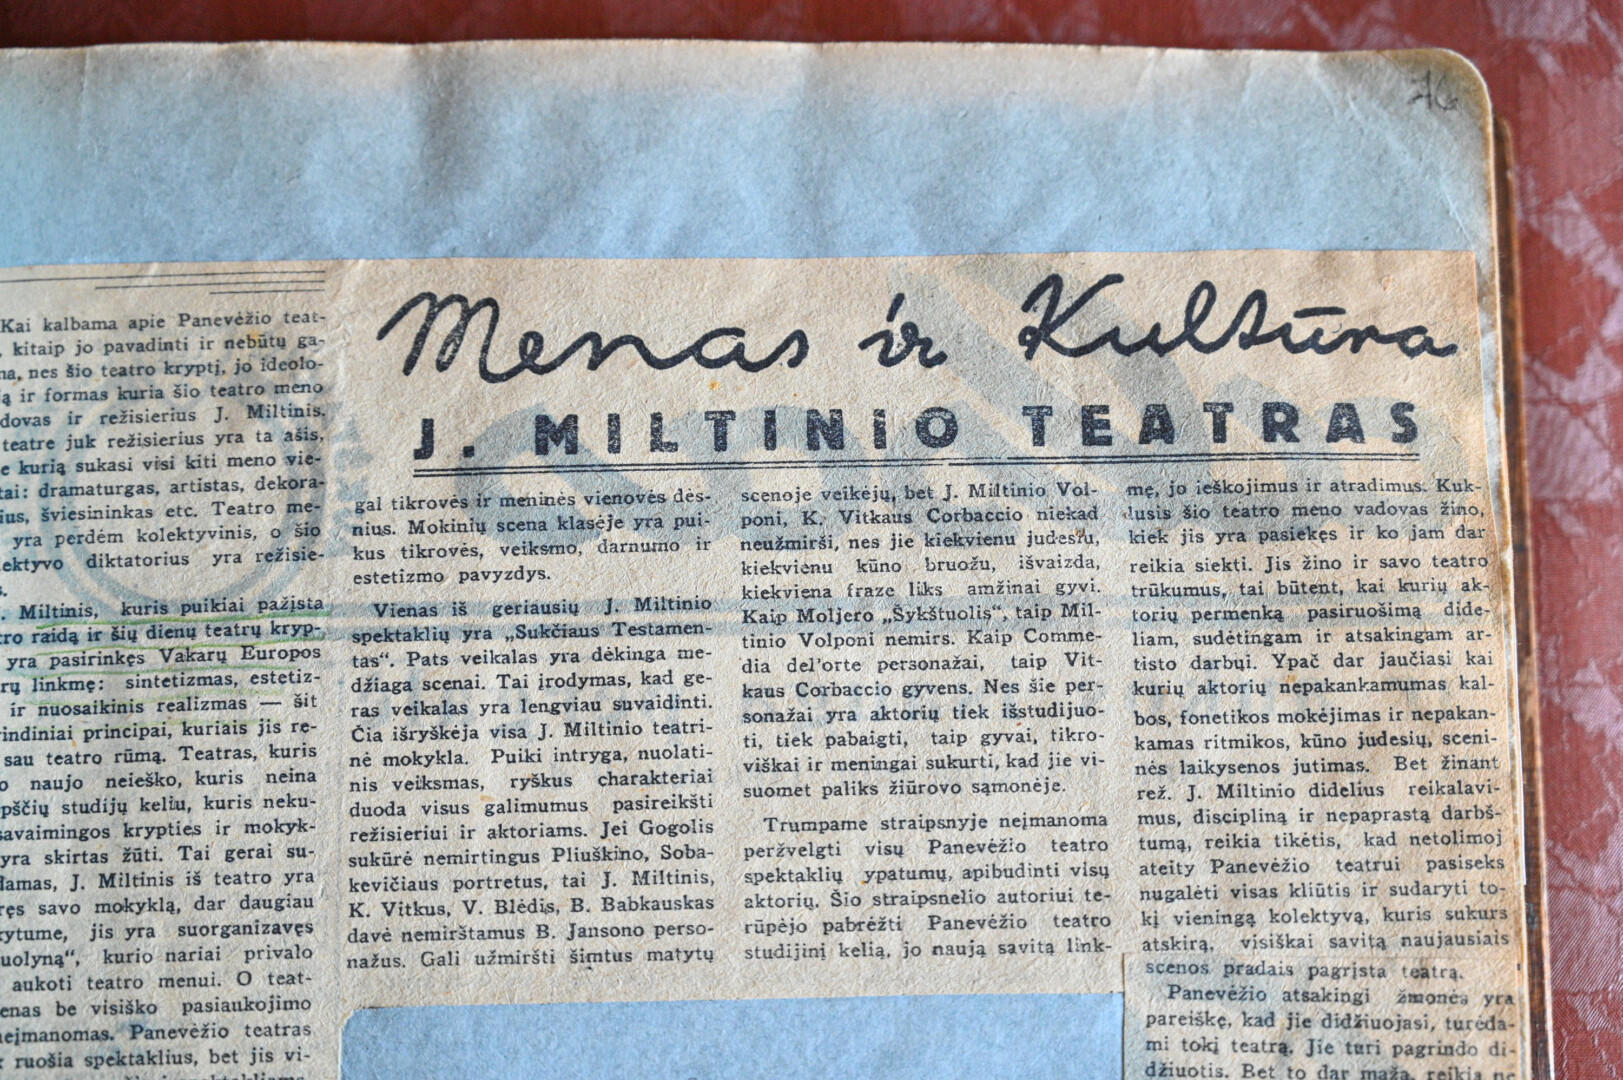 76
Menas ir Kultūra
J. MILTINIO TEATRAS
Kai kalbama apie Panevėžio teat-
kitaip jo pavadinti ir nebūtų ga-
nes šio teatro kryptį, jo ideolo-
ir formas kuria šio teatro meno
dovas ir režisierius J. Miltinis.
teatre juk režisierius yra ta ašis,
kurią sukasi visi kiti meno vie-
tai: dramaturgas, artistas, dekora-
ius, šviesininkas etc. Teatro me-
yra perdėm kolektyvinis, o šio
ektyvo diktatorius yra režisie-
s.
. Miltinis, kuris puikiai pažįsta
tro raidą ir šių dienų teatrų kryp-
yra pasirinkęs Vakarų Europos
rų linkmę: sintetizmas, estetiz-
ir nuosaikinis realizmas — šit
rindiniai principai, kuriais jis re-
sau teatro rūmą. Teatras, kuris
o naujo neieško, kuris neina
opščių studijų keliu, kuris neku-
savaimingos krypties ir mokyk-
yra skirtas žūti. Tai gerai su-
damas, J. Miltinis iš teatro yra
ręs savo mokyklą, dar daugiau
kytume, jis yra suorganizavęs
uolyną“, kurio nariai privalo
aukoti teatro menui. O teat-
enas be visiško pasiaukojimo
neįmanomas. Panevėžio teatras
ruošia spektaklius, bet jis vi-
gal tikrovės ir meninės vienovės dės-
nius. Mokinių scena klasėje yra pui-
kus tikrovės, veiksmo, darnumo ir
estetizmo pavyzdys.
Vienas iš geriausių J. Miltinio
spektaklių yra „Sukčiaus Testamen-
tas“. Pats veikalas yra dėkinga me-
džiaga scenai. Tai įrodymas, kad ge-
ras veikalas yra lengviau suvaidinti.
Čia išryškėja visa J. Miltinio teatri-
nė mokykla. Puiki intryga, nuolati-
nis veiksmas, ryškus charakteriai
duoda visus galimumus pasireikšti
režisieriui ir aktoriams. Jei Gogolis
sukūrė nemirtingus Pliuškino, Soba-
kevičiaus portretus, tai J. Miltinis,
K. Vitkus, V. Blėdis, B. Babkauskas
davė nemirštamus B. Jansono perso-
nažus. Gali užmiršti šimtus matytų
scenoje veikėjų, bet J. Miltinio Vol-
poni, K. Vitkaus Corbaccio niekad
neužmirši, nes jie kiekvienu judesiu,
kiekvienu kūno bruožu, išvaizda,
kiekviena fraze liks amžinai gyvi.
Kaip Moljero „Šykštuolis“, taip Mil-
tinio Volponi nemirs. Kaip Comme-
dia del'orte personažai, taip Vit-
kaus Corbaccio gyvens. Nes šie per-
sonažai yra aktorių tiek išstudijuo-
ti, tiek pabaigti, taip gyvai, tikro-
viškai ir meningai sukurti, kad jie vi-
suomet paliks žiūrovo sąmonėje.
Trumpame straipsnyje neįmanoma
peržvelgti visų Panevėžio teatro
spektaklių ypatumų, apibudinti visų
aktorių. Šio straipsnelio autoriui te-
rūpėjo pabrėžti Panevėžio teatro
studijinį kelią, jo naują savitą link-
mę, jo ieškojimus ir atradimus. Kuk-
lusis šio teatro meno vadovas žino,
kiek jis yra pasiekęs ir ko jam dar
reikia siekti. Jis žino ir savo teatro
trūkumus, tai būtent, kai kurių ak-
torių permenką pasiruošimą dide-
liam, sudėtingam ir atsakingam ar-
tisto darbui. Ypač dar jaučiasi kai
kurių aktorių nepakankamumas kal-
bos, fonetikos mokėjimas ir nepakan-
kamas ritmikos, kūno judesių, sceni-
nės laikysenos jutimas. Bet žinant
rež. J. Miltinio didelius reikalavi-
mus, discipliną ir nepaprastą darbš-
tumą, reikia tikėtis, kad netolimoj
ateity Panevėžio teatrui pasiseks
nugalėti visas kliūtis ir sudaryti to-
kį vieningą kolektyvą, kuris sukurs
atskirą, visiškai savitą naujausiais
scenos pradais pagrįsta teatrą.
Panevėžio atsakingi žmonės yra
pareiškę, kad jie didžiuojasi, turėda-
mi tokį teatrą. Jie turi pagrindo di-
džiuotis. Bet to dar maža, reikia ne